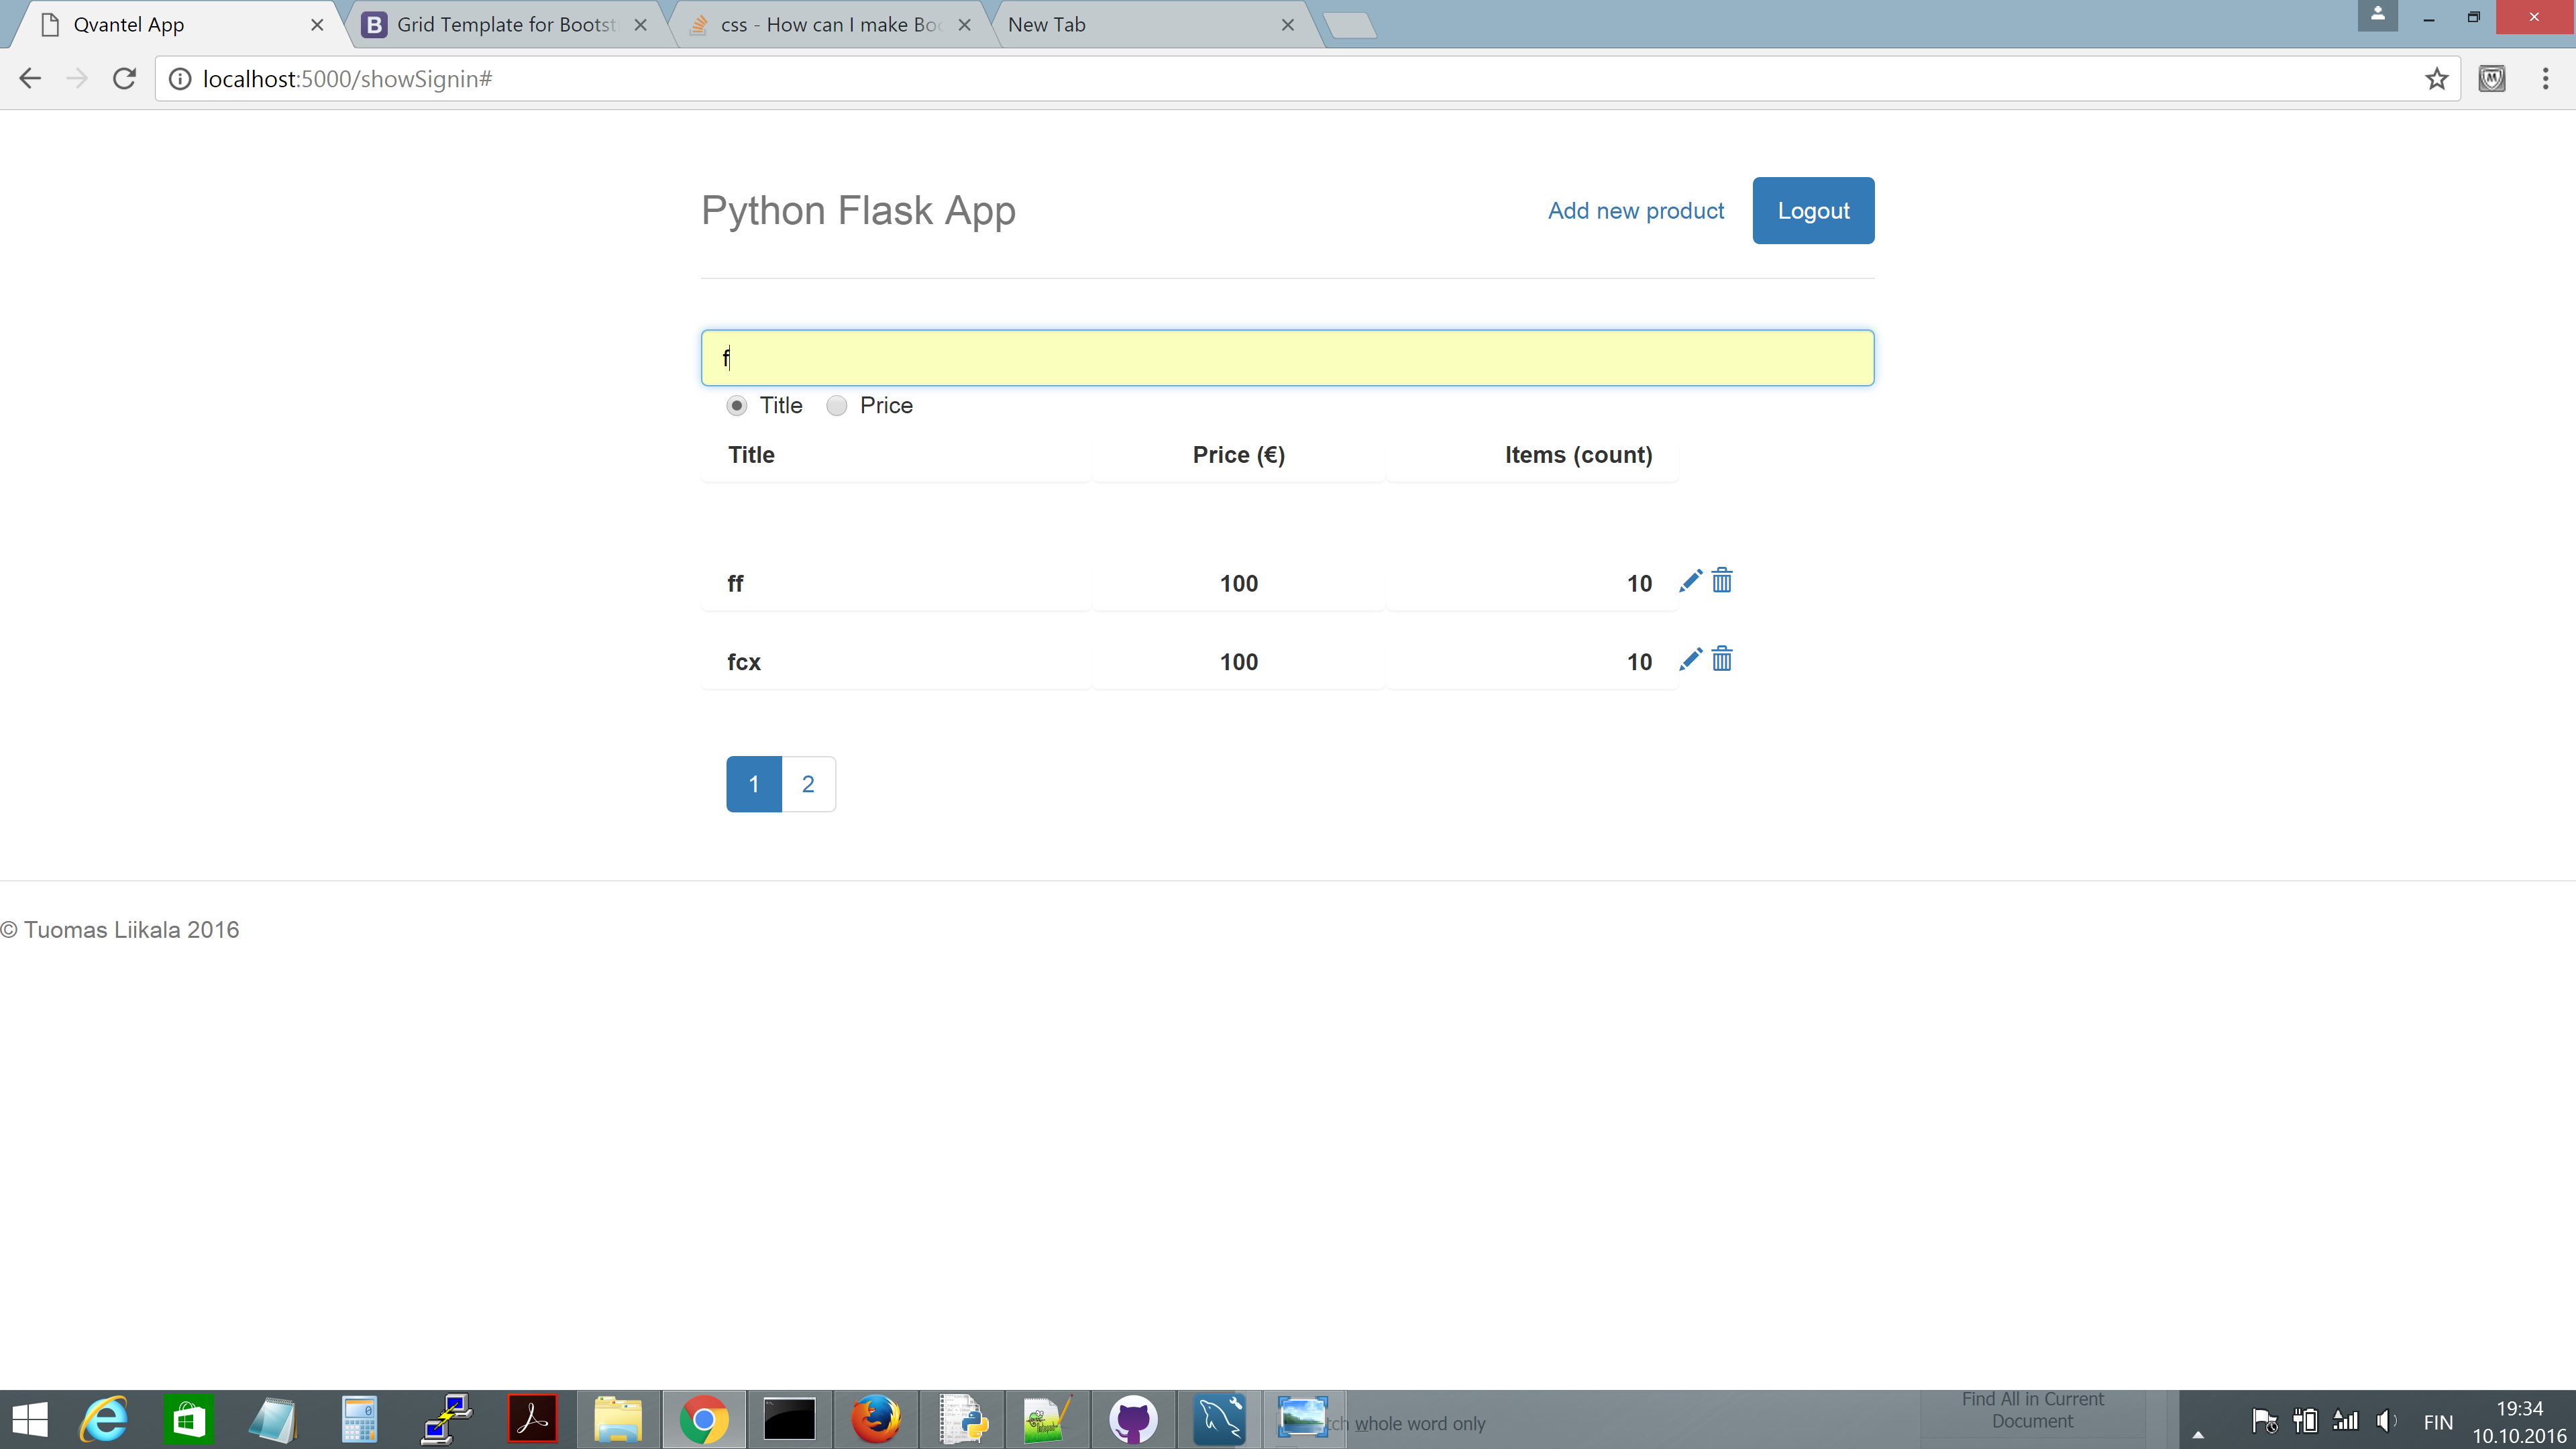 Qvantel App
Grid Template for Bootst
css - How can I make Boo
New Tab
localhost:5000/showSignin#
Python Flask App
Add new product
Logout
f
Title Price
Title Price (€) Items (count)
ff 100 10
fcx 100 10
1 2
© Tuomas Liikala 2016
tch whole word only
Find All in Current
Document
FIN
19:34
10.10.2016